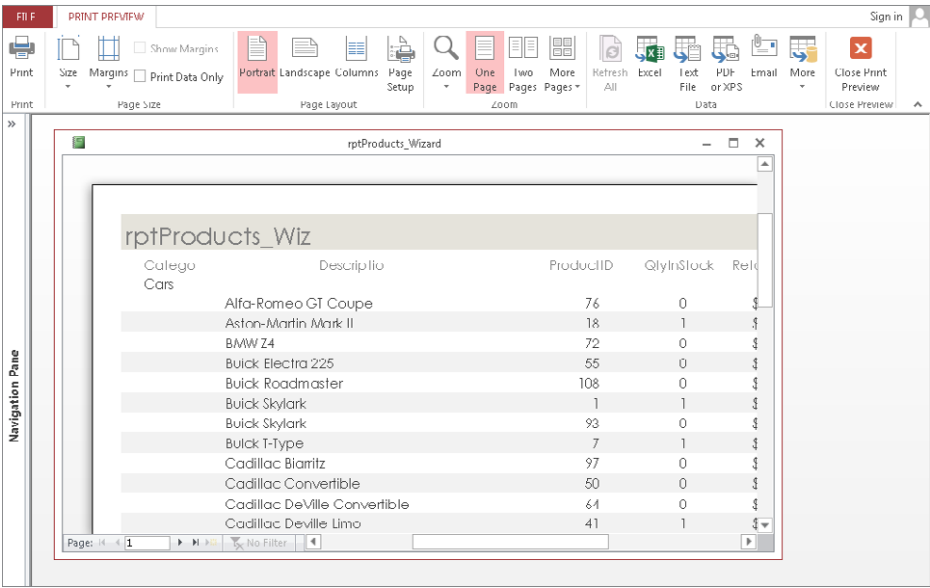 FILE PRINT PREVIEW Sign in
Print Size Margins Show Margins Print Data Only Portrait Landscape Columns Page Setup Zoom One Page Two Pages More Pages Refresh All Excel Text File PDF or XPS Email More Close Print Preview
Print Page Size Page Layout Zoom Data Close Preview
»
rptProducts_Wizard
rptProducts_Wiz
Catego Descriptio ProductID QtyInStock Reta
Cars
Alfa-Romeo GT Coupe 76 0 $
Aston-Martin Mark II 18 1 $
BMW Z4 72 0 $
Buick Electra 225 55 0 $
Buick Roadmaster 108 0 $
Buick Skylark 1 1 $
Buick Skylark 93 0 $
Buick T-Type 7 1 $
Cadillac Biarritz 97 0 $
Cadillac Convertible 50 0 $
Cadillac DeVille Convertible 64 0 $
Cadillac Deville Limo 41 1 $
Page: 1 No Filter
Navigation Pane